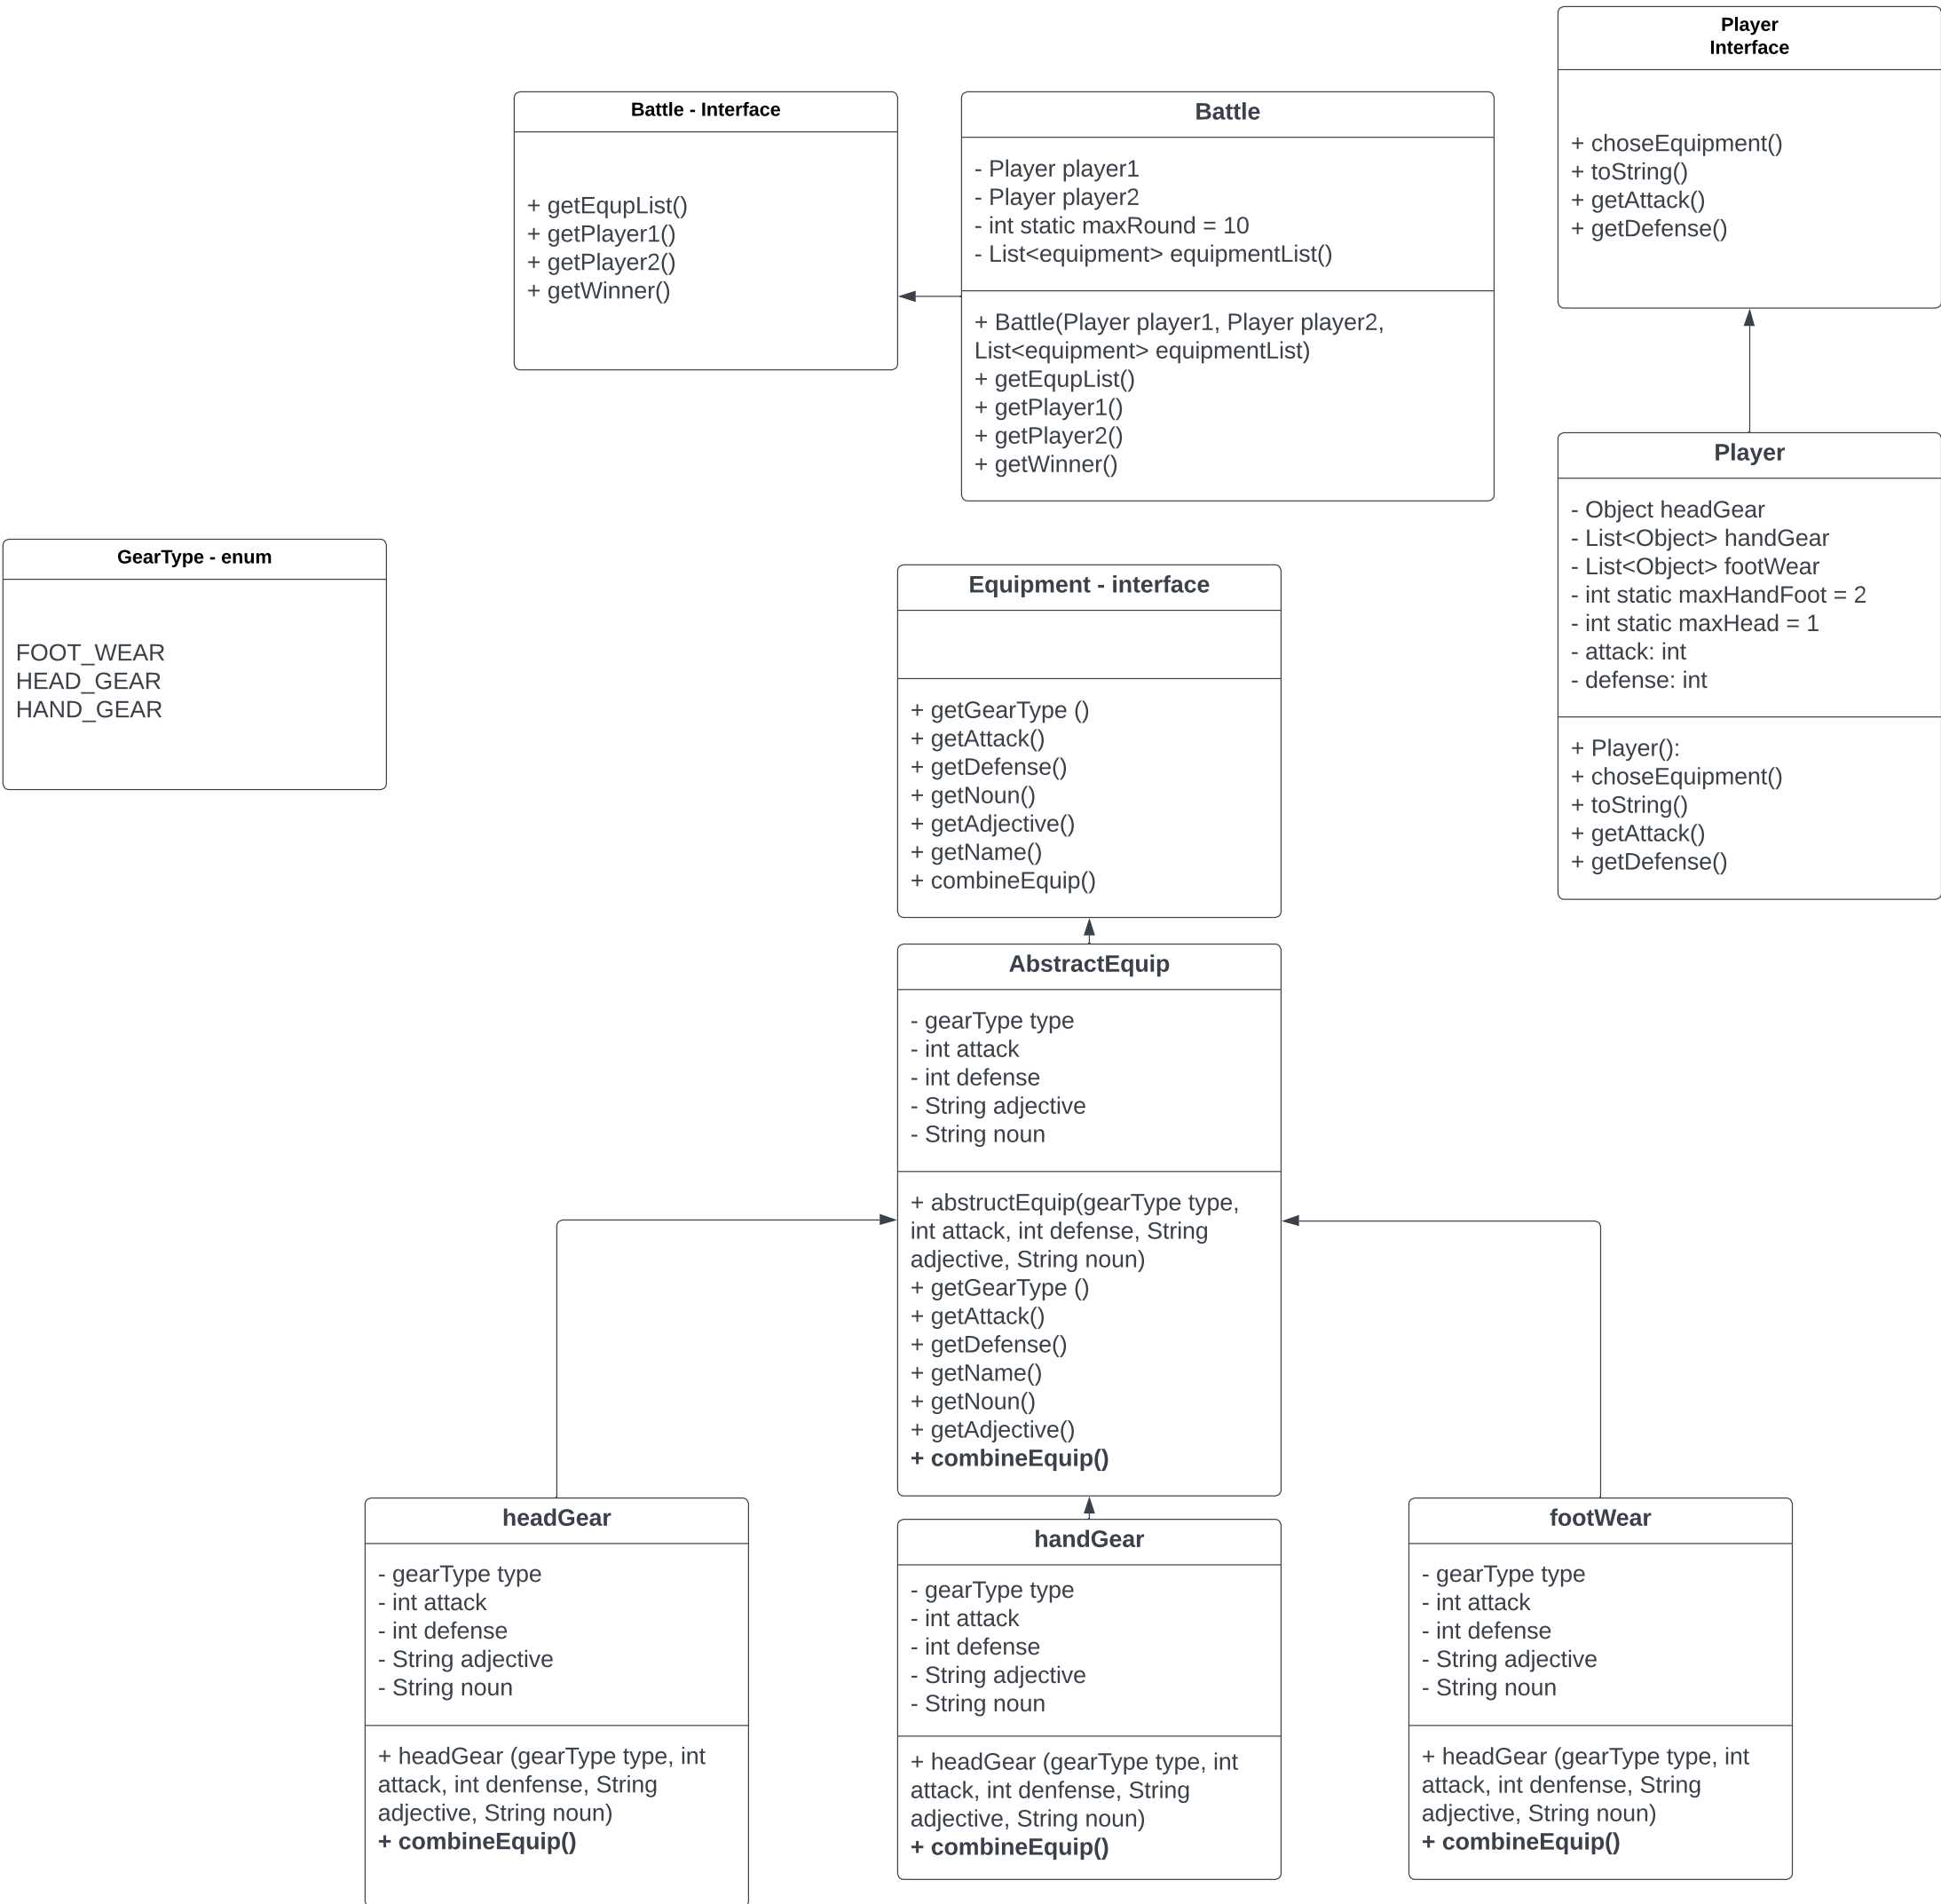 Player
Interface
+ choseEquipment()
+ toString()
+ getAttack()
+ getDefense()
Battle - Interface
+ getEqupList()
+ getPlayer1()
+ getPlayer2()
+ getWinner()
Battle
- Player player1
- Player player2
- int static maxRound = 10
- List<equipment> equipmentList()
+ Battle(Player player1, Player player2,
List<equipment> equipmentList)
+ getEqupList()
+ getPlayer1()
+ getPlayer2()
+ getWinner()
Player
- Object headGear
- List<Object> handGear
- List<Object> footWear
- int static maxHandFoot = 2
- int static maxHead = 1
- attack: int
- defense: int
+ Player():
+ choseEquipment()
+ toString()
+ getAttack()
+ getDefense()
GearType - enum
FOOT_WEAR
HEAD_GEAR
HAND_GEAR
Equipment - interface
+ getGearType ()
+ getAttack()
+ getDefense()
+ getNoun()
+ getAdjective()
+ getName()
+ combineEquip()
AbstractEquip
- gearType type
- int attack
- int defense
- String adjective
- String noun
+ abstructEquip(gearType type,
int attack, int defense, String
adjective, String noun)
+ getGearType ()
+ getAttack()
+ getDefense()
+ getName()
+ getNoun()
+ getAdjective()
+ combineEquip()
headGear
- gearType type
- int attack
- int defense
- String adjective
- String noun
+ headGear (gearType type, int
attack, int denfense, String
adjective, String noun)
+ combineEquip()
handGear
- gearType type
- int attack
- int defense
- String adjective
- String noun
+ headGear (gearType type, int
attack, int denfense, String
adjective, String noun)
+ combineEquip()
footWear
- gearType type
- int attack
- int defense
- String adjective
- String noun
+ headGear (gearType type, int
attack, int denfense, String
adjective, String noun)
+ combineEquip()